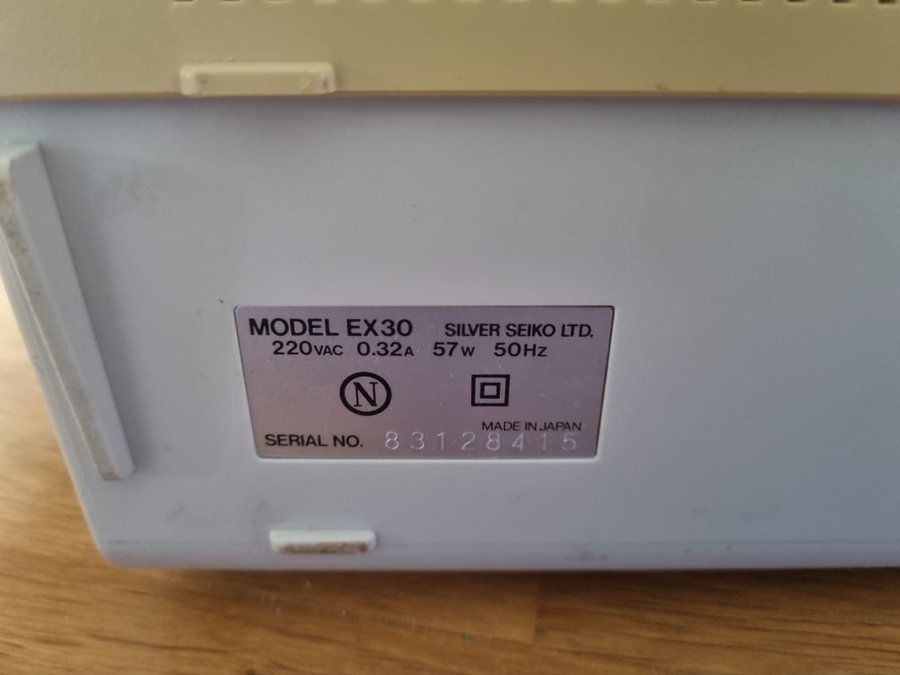 MODEL EX30 SILVER SEIKO LTD.
220VAC 0.32A 57W 50HZ
N
MADE IN JAPAN
SERIAL NO. 83128415